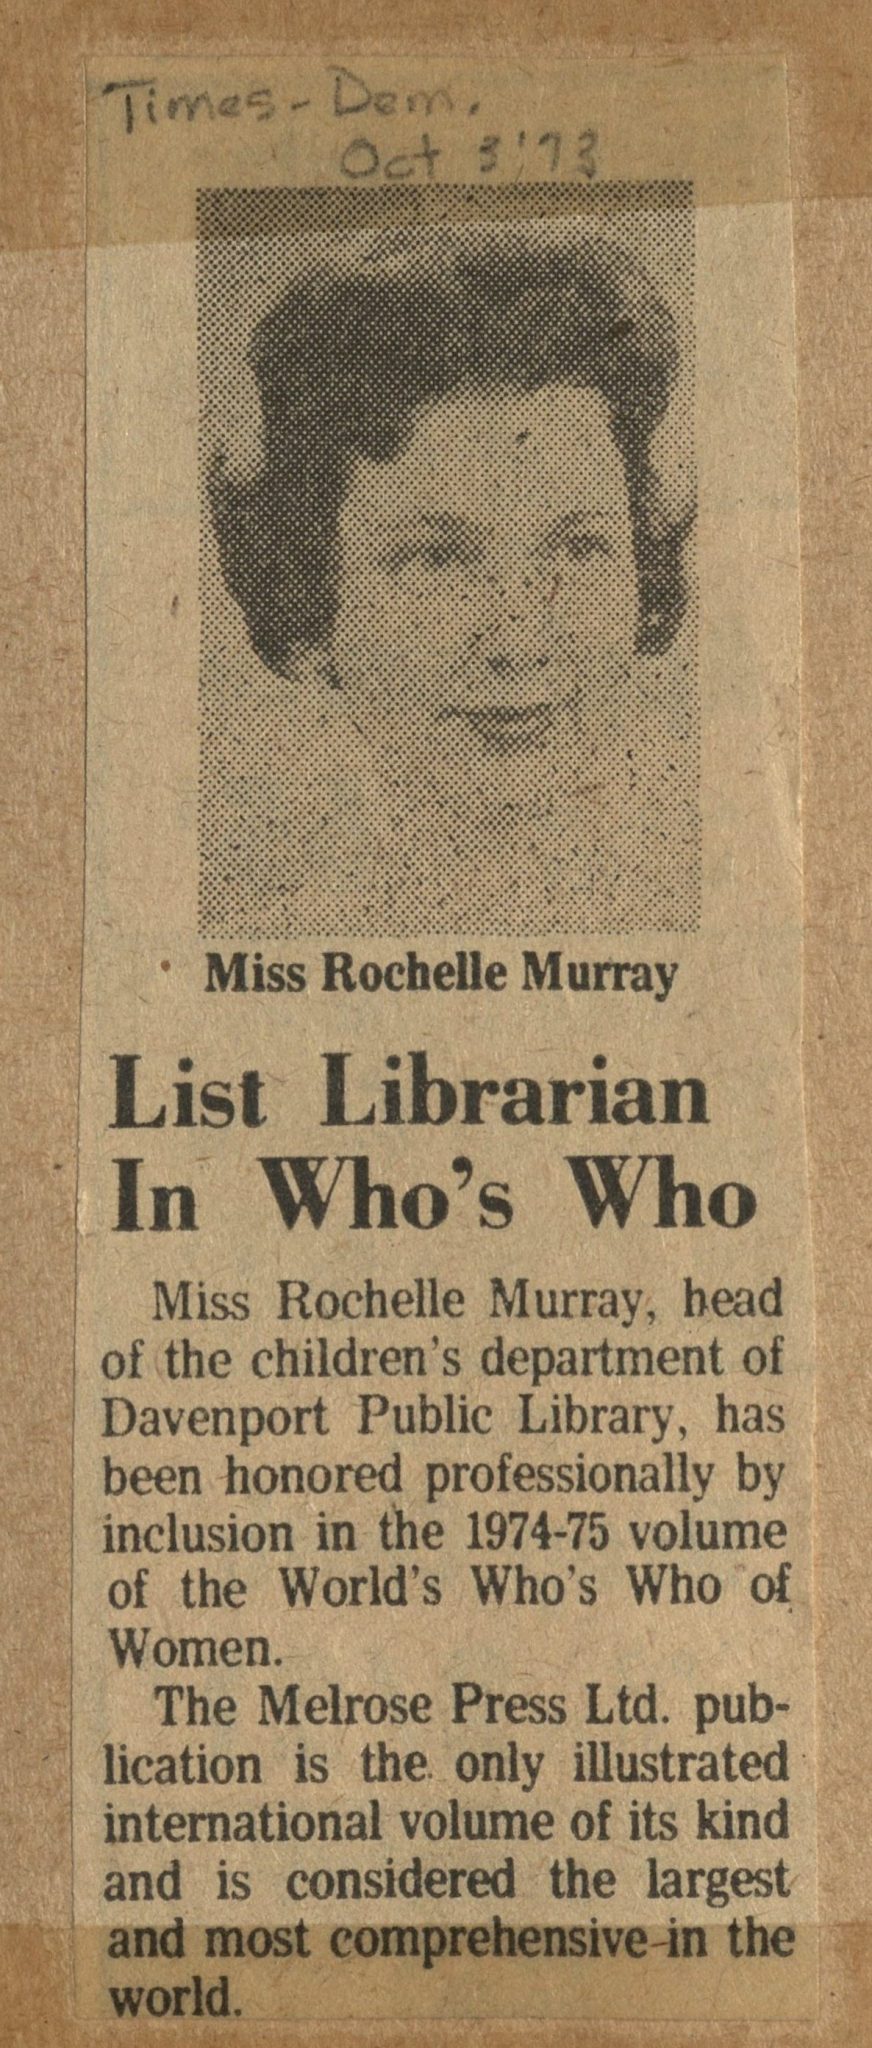 Times-Dem.
Oct 3 '73
Miss Rochelle Murray
List Librarian
In Who's Who
Miss Rochelle Murray, head
of the children's department of
Davenport Public Library, has
been honored professionally by
inclusion in the 1974-75 volume
of the World's Who's Who of
Women.
The Melrose Press Ltd. pub-
lication is the only illustrated
international volume of its kind
and is considered the largest
and most comprehensive in the
world.